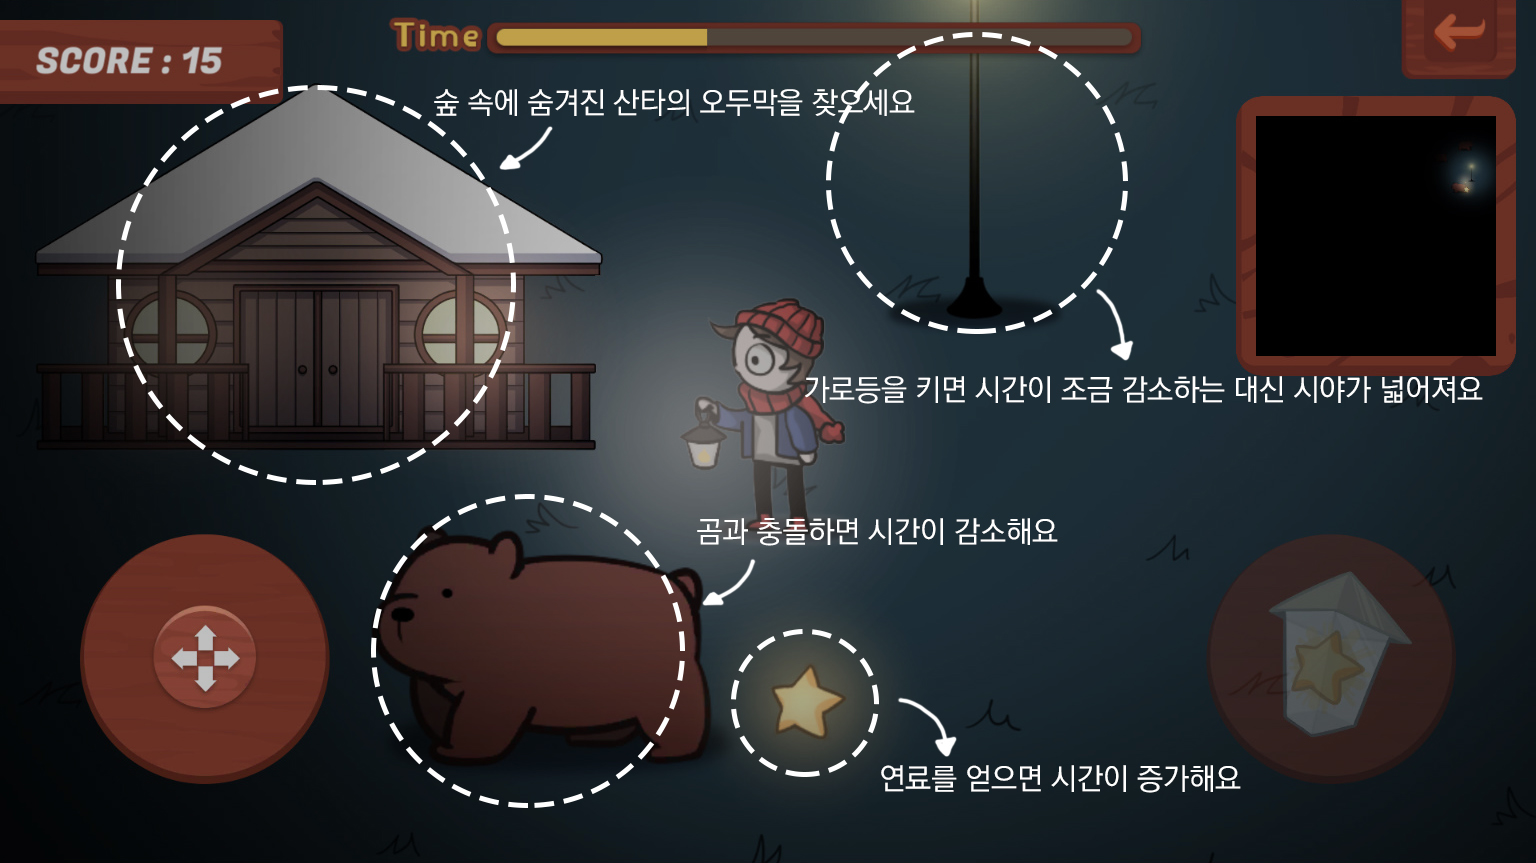 Time
SCORE : 15
숲 속에 숨겨진 산타의 오두막을 찾으세요
가로등을 키면 시간이 조금 감소하는 대신 시야가 넓어져요
곰과 충돌하면 시간이 감소해요
연료를 얻으면 시간이 증가해요